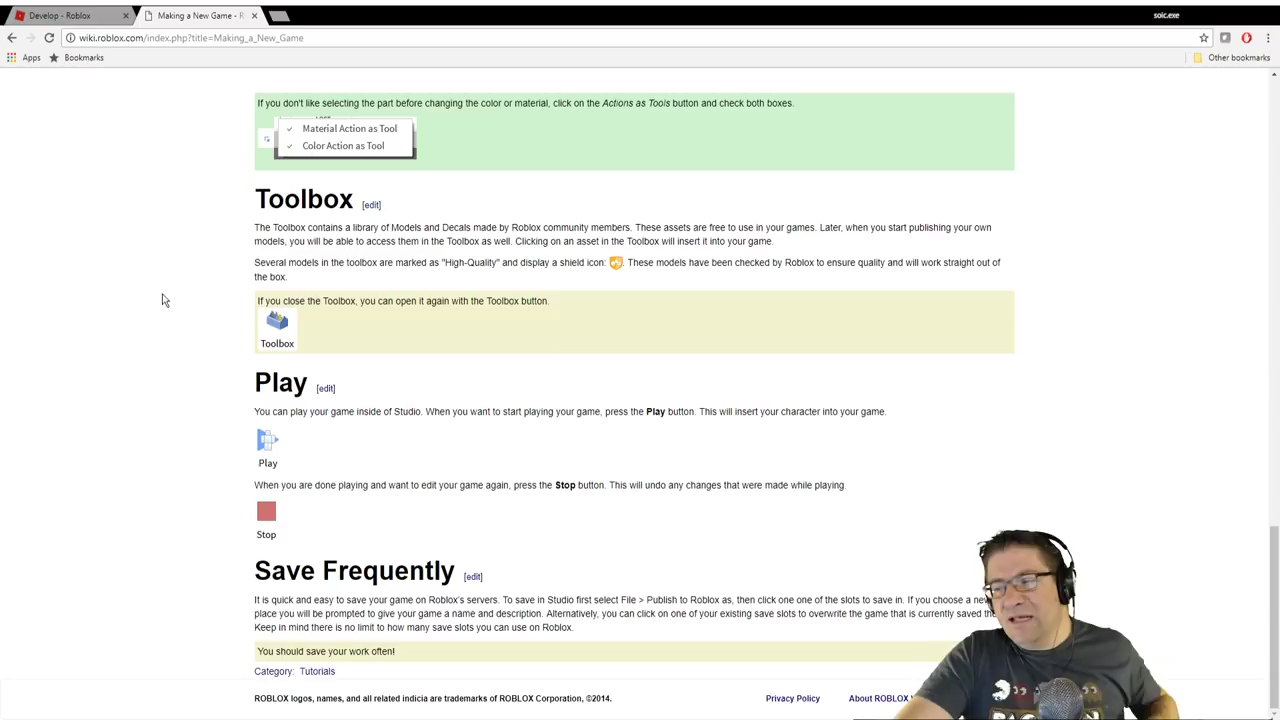 Develop - Roblox
Making a New Game - R
soic.exe
wiki.roblox.com/index.php?title=Making_a_New_Game
Apps
Bookmarks
Other bookmarks
If you don't like selecting the part before changing the color or material, click on the Actions as Tools button and check both boxes.
Material Action as Tool
Color Action as Tool
Toolbox [edit]
The Toolbox contains a library of Models and Decals made by Roblox community members. These assets are free to use in your games. Later, when you start publishing your own
models, you will be able to access them in the Toolbox as well. Clicking on an asset in the Toolbox will insert it into your game.
Several models in the toolbox are marked as "High-Quality" and display a shield icon: . These models have been checked by Roblox to ensure quality and will work straight out of
the box.
If you close the Toolbox, you can open it again with the Toolbox button.
Toolbox
Play [edit]
You can play your game inside of Studio. When you want to start playing your game, press the Play button. This will insert your character into your game.
Play
When you are done playing and want to edit your game again, press the Stop button. This will undo any changes that were made while playing.
Stop
Save Frequently [edit]
It is quick and easy to save your game on Roblox's servers. To save in Studio first select File > Publish to Roblox as, then click one one of the slots to save in. If you choose a new
place you will be prompted to give your game a name and description. Alternatively, you can click on one of your existing save slots to overwrite the game that is currently saved
Keep in mind there is no limit to how many save slots you can use on Roblox.
You should save your work often!
Category: Tutorials
ROBLOX logos, names, and all related indicia are trademarks of ROBLOX Corporation, ©2014.
Privacy Policy
About ROBLOX